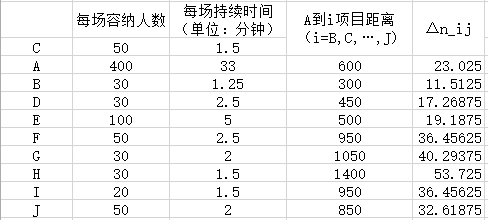 每场容纳人数 每场持续时间（单位：分钟） A到i项目距离（i=B,C,…,J） △n_ij
C 50 1.5
A 400 33 600 23.025
B 30 1.25 300 11.5125
D 30 2.5 450 17.26875
E 100 5 500 19.1875
F 50 2.5 950 36.45625
G 30 2 1050 40.29375
H 30 1.5 1400 53.725
I 20 1.5 950 36.45625
J 50 2 850 32.61875